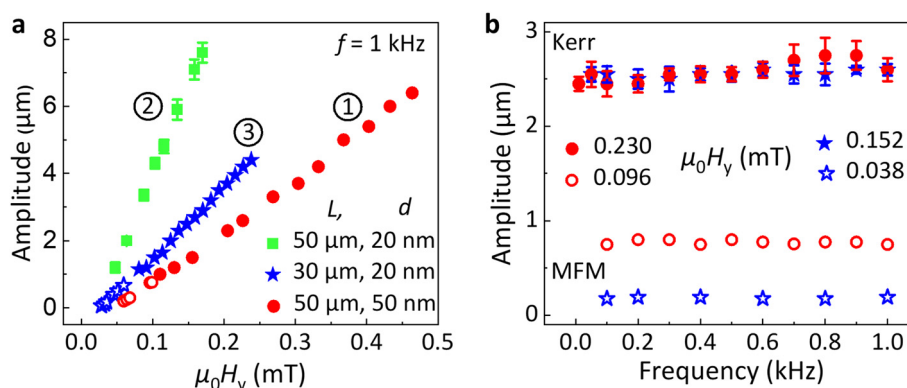 a
f = 1 kHz
Amplitude (μm)
8
6
4
2
0
②
③
①
L, d
50 μm, 20 nm
30 μm, 20 nm
50 μm, 50 nm
0.0 0.1 0.2 0.3 0.4 0.5
μ₀Hy (mT)
b
Kerr
Amplitude (μm)
3
2
1
0
0.230
0.096
μ₀Hy (mT)
0.152
0.038
MFM
0.0 0.2 0.4 0.6 0.8 1.0
Frequency (kHz)